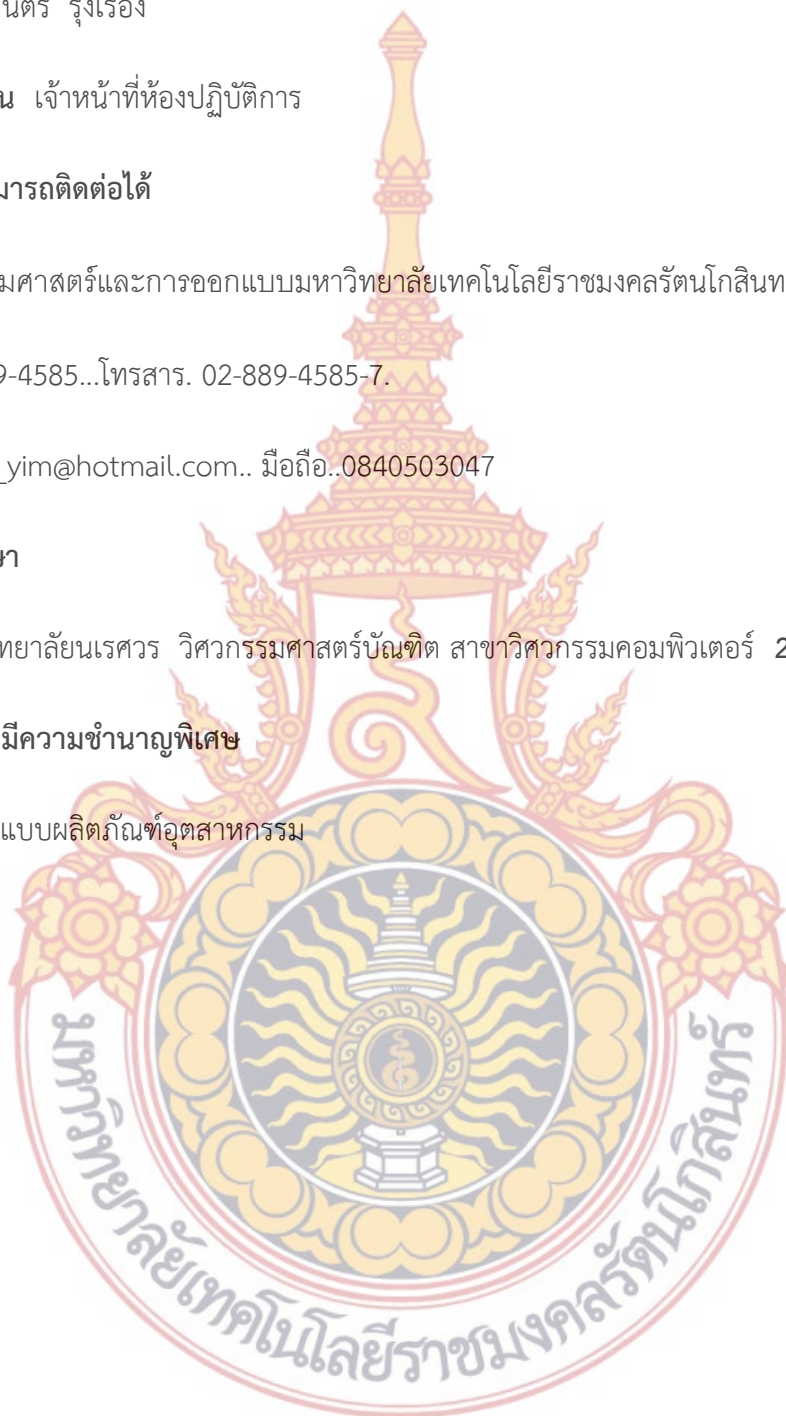 นตร์ รุ่งเรือง
น เจ้าหน้าที่ห้องปฏิบัติการ
มารถติดต่อได้
มศาสตร์และการออกแบบมหาวิทยาลัยเทคโนโลยีราชมงคลรัตนโกสินท
9-4585...โทรสาร. 02-889-4585-7.
_yim@hotmail.com.. มือถือ..0840503047
ษา
ทยาลัยนเรศวร วิศวกรรมศาสตร์บัณฑิต สาขาวิศวกรรมคอมพิวเตอร์ 2
มีความชำนาญพิเศษ
แบบผลิตภัณฑ์อุตสาหกรรม
มหาวิทยาลัยเทคโนโลยีราชมงคลรัตนโกสินทร์